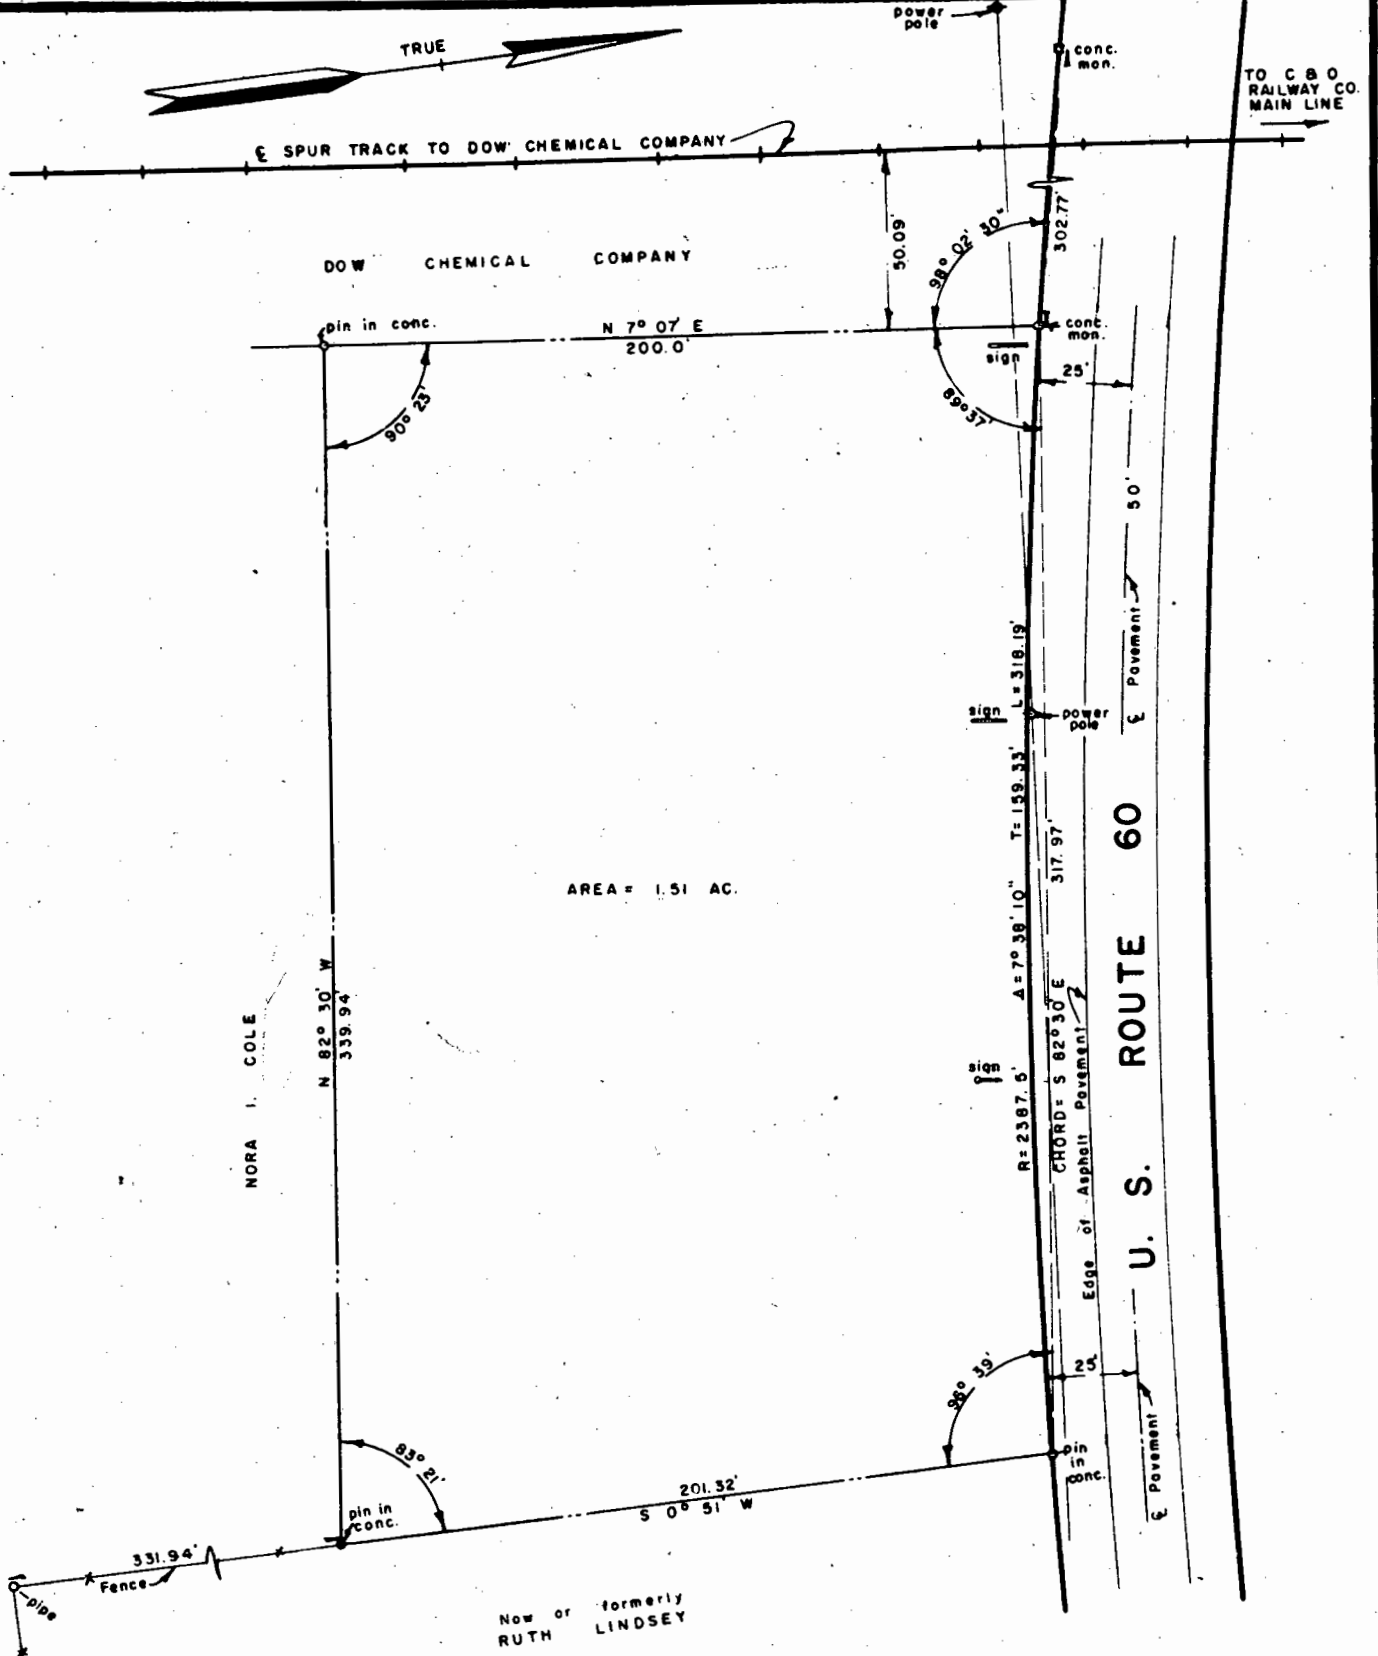 power
pole
TRUE
conc.
mon.
TO C & O
RAILWAY CO.
MAIN LINE
℄ SPUR TRACK TO DOW CHEMICAL COMPANY
50.09'
98° 02' 30"
302.77'
DOW CHEMICAL COMPANY
pin in conc.
N 7° 07' E
200.0'
conc.
mon.
sign
25'
90° 23'
89° 37'
50'
℄ Pavement
L = 318.19'
sign
power
pole
T = 159.33'
317.97'
U. S. ROUTE 60
AREA = 1.51 AC.
Δ = 7° 38' 10"
N 82° 30' W
339.94'
NORA I. COLE
CHORD = S 82° 30' E
Edge of Asphalt Pavement
sign
R = 2387.5'
96° 39'
25'
℄ Pavement
83° 21'
pin
in
conc.
201.32'
S 0° 51' W
pin in
conc.
331.94'
Fence
pipe
Now or formerly
RUTH LINDSEY